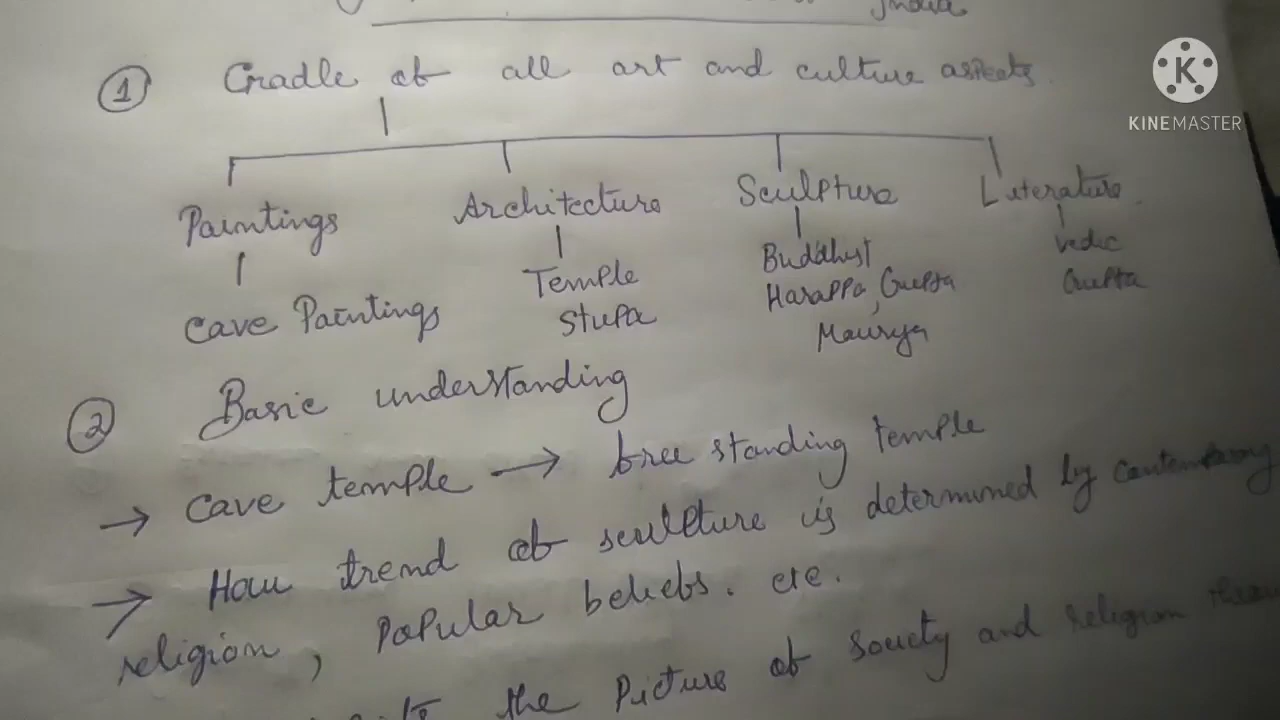 India
① Cradle of all art and culture aspects.
KINEMASTER
Paintings Architecture Sculpture Literature.
Cave Paintings
Temple
Stupa
Buddhist
Harappa, Gupta
Maurya
Vedic
Gupta
② Basic understanding
→ Cave temple → free standing temple
→ How trend of sculpture is determined by contemporary
religion, popular beliefs. etc.
the picture of society and religion